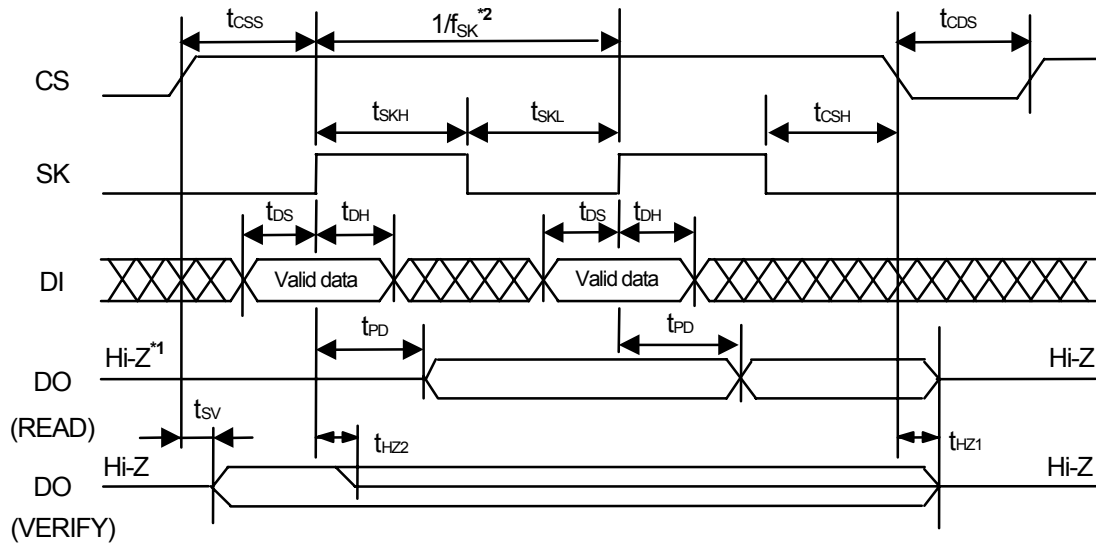 tCSS 1/fSK*2 tCDS
CS
tSKH tSKL tCSH
SK
tDS tDH tDS tDH
DI Valid data Valid data
tPD tPD
Hi-Z*1 Hi-Z
DO
(READ)
tSV tHZ2 tHZ1
Hi-Z Hi-Z
DO
(VERIFY)